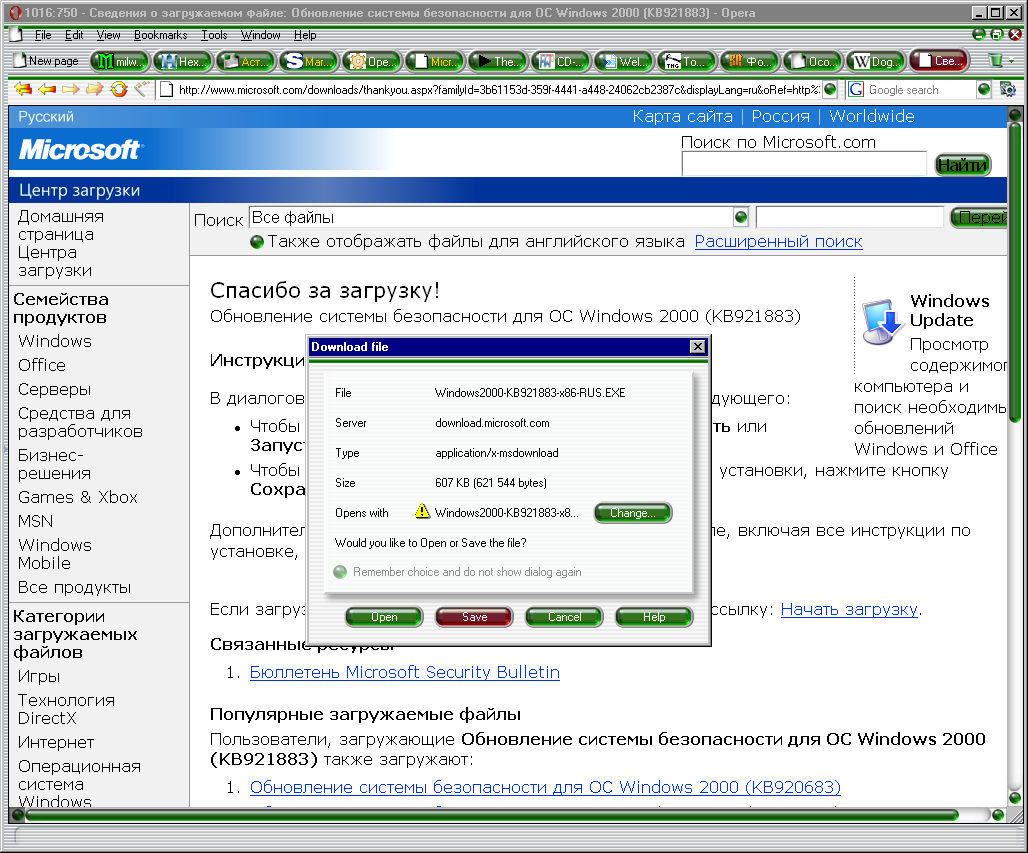 1016:750 - Сведения о загружаемом файле: Обновление системы безопасности для ОС Windows 2000 (KB921883) - Opera
File Edit View Bookmarks Tools Window Help
New page milw... Hex... Аст... Mar... Ope... Micr... The... CD-... Wel... To... Фо... Осо... Dog... Све...
http://www.microsoft.com/downloads/thankyou.aspx?familyId=3b61153d-359f-4441-a448-24062cb2387c&displayLang=ru&oRef=http%
Google search
Русский
Карта сайта | Россия | Worldwide
Microsoft
Поиск по Microsoft.com
Найти
Центр загрузки
Домашняя
страница
Центра
загрузки
Поиск Все файлы
Перей
Также отображать файлы для английского языка Расширенный поиск
Семейства
продуктов
Windows
Office
Серверы
Средства для
разработчиков
Бизнес-
решения
Games & Xbox
MSN
Windows
Mobile
Все продукты
Категории
загружаемых
файлов
Игры
Технология
DirectX
Интернет
Операционная
система
Windows
Спасибо за загрузку!
Обновление системы безопасности для ОС Windows 2000 (KB921883)
Инструкци
В диалогов
дующего:
Чтобы
ть или
Запус
Чтобы
установки, нажмите кнопку
Сохра
Дополнител
ле, включая все инструкции по
установке,
Если загруз
ссылку: Начать загрузку.
Связанные ресурсы
1. Бюллетень Microsoft Security Bulletin
Популярные загружаемые файлы
Пользователи, загружающие Обновление системы безопасности для ОС Windows 2000
(KB921883) также загружают:
1. Обновление системы безопасности для ОС Windows 2000 (KB920683)
Windows
Update
Просмотр
содержимог
компьютера и
поиск необходимь
обновлений
Windows и Office
Download file
File Windows2000-KB921883-x86-RUS.EXE
Server download.microsoft.com
Type application/x-msdownload
Size 607 KB (621 544 bytes)
Opens with Windows2000-KB921883-x8... Change...
Would you like to Open or Save the file?
Remember choice and do not show dialog again
Open Save Cancel Help